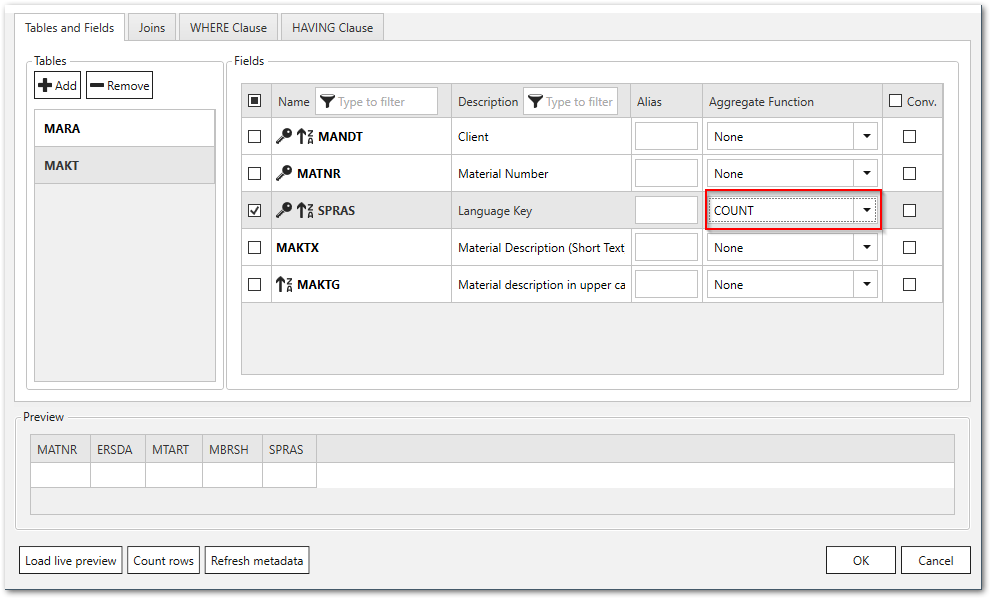 Tables and Fields Joins WHERE Clause HAVING Clause
Tables
Add Remove
MARA
MAKT
Fields
Name Type to filter Description Type to filter Alias Aggregate Function Conv.
MANDT Client None
MATNR Material Number None
SPRAS Language Key COUNT
MAKTX Material Description (Short Text None
MAKTG Material description in upper ca None
Preview
MATNR ERSDA MTART MBRSH SPRAS
Load live preview Count rows Refresh metadata OK Cancel